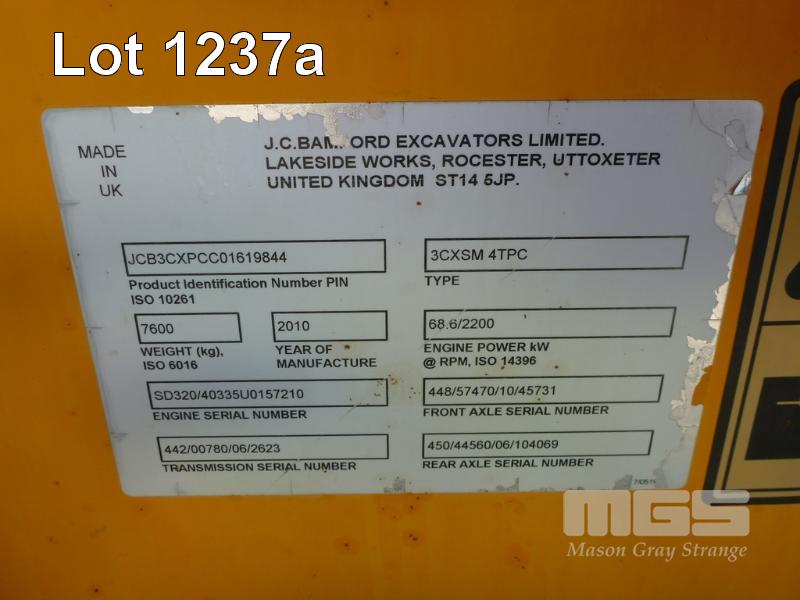 Lot 1237a
MADE
IN
UK
J.C.BAMFORD EXCAVATORS LIMITED.
LAKESIDE WORKS, ROCESTER, UTTOXETER
UNITED KINGDOM ST14 5JP.
JCB3CXPCC01619844
Product Identification Number PIN
ISO 10261
3CXSM 4TPC
TYPE
7600
WEIGHT (kg),
ISO 6016
2010
YEAR OF
MANUFACTURE
68.6/2200
ENGINE POWER kW
@ RPM, ISO 14396
SD320/40335U0157210
ENGINE SERIAL NUMBER
448/57470/10/45731
FRONT AXLE SERIAL NUMBER
442/00780/06/2623
TRANSMISSION SERIAL NUMBER
450/44560/06/104069
REAR AXLE SERIAL NUMBER
MGS
Mason Gray Strange